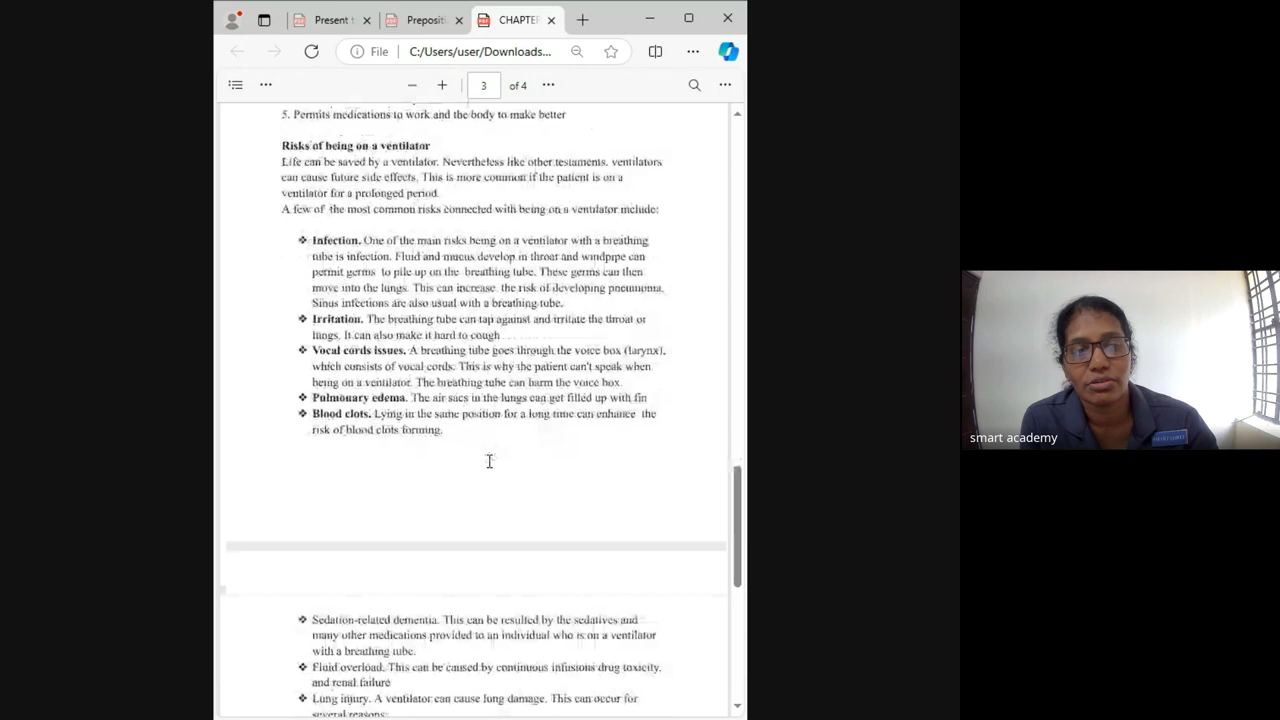 Present
Preposit
CHAPTER
File
C:/Users/user/Downloads...
3
of 4
5. Permits medications to work and the body to make better
Risks of being on a ventilator
Life can be saved by a ventilator. Nevertheless like other testaments, ventilators
can cause future side effects. This is more common if the patient is on a
ventilator for a prolonged period.
A few of the most common risks connected with being on a ventilator include:
❖ Infection. One of the main risks being on a ventilator with a breathing
tube is infection. Fluid and mucus develop in throat and windpipe can
permit germs to pile up on the breathing tube. These germs can then
move into the lungs. This can increase the risk of developing pneumonia.
Sinus infections are also usual with a breathing tube.
❖ Irritation. The breathing tube can tap against and irritate the throat or
lungs. It can also make it hard to cough
❖ Vocal cords issues. A breathing tube goes through the voice box (larynx),
which consists of vocal cords. This is why the patient can't speak when
being on a ventilator. The breathing tube can harm the voice box
❖ Pulmonary edema. The air sacs in the lungs can get filled up with
❖ Blood clots. Lying in the same position for a long time can enhance the
risk of blood clots forming.
❖ Sedation-related dementia. This can be resulted by the sedatives and
many other medications provided to an individual who is on a ventilator
with a breathing tube.
❖ Fluid overload. This can be caused by continuous infusions drug toxicity,
and renal failure
❖ Lung injury. A ventilator can cause lung damage. This can occur for
several reasons
smart academy